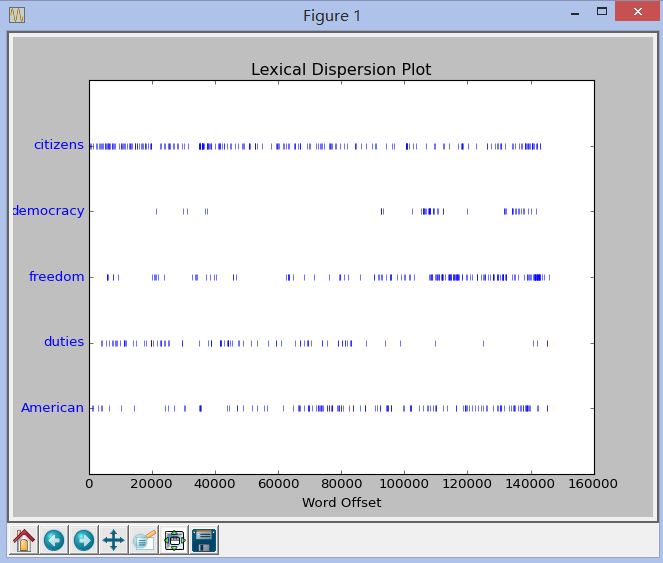 Figure 1
Lexical Dispersion Plot
citizens
democracy
freedom
duties
American
0 20000 40000 60000 80000 100000 120000 140000 160000
Word Offset